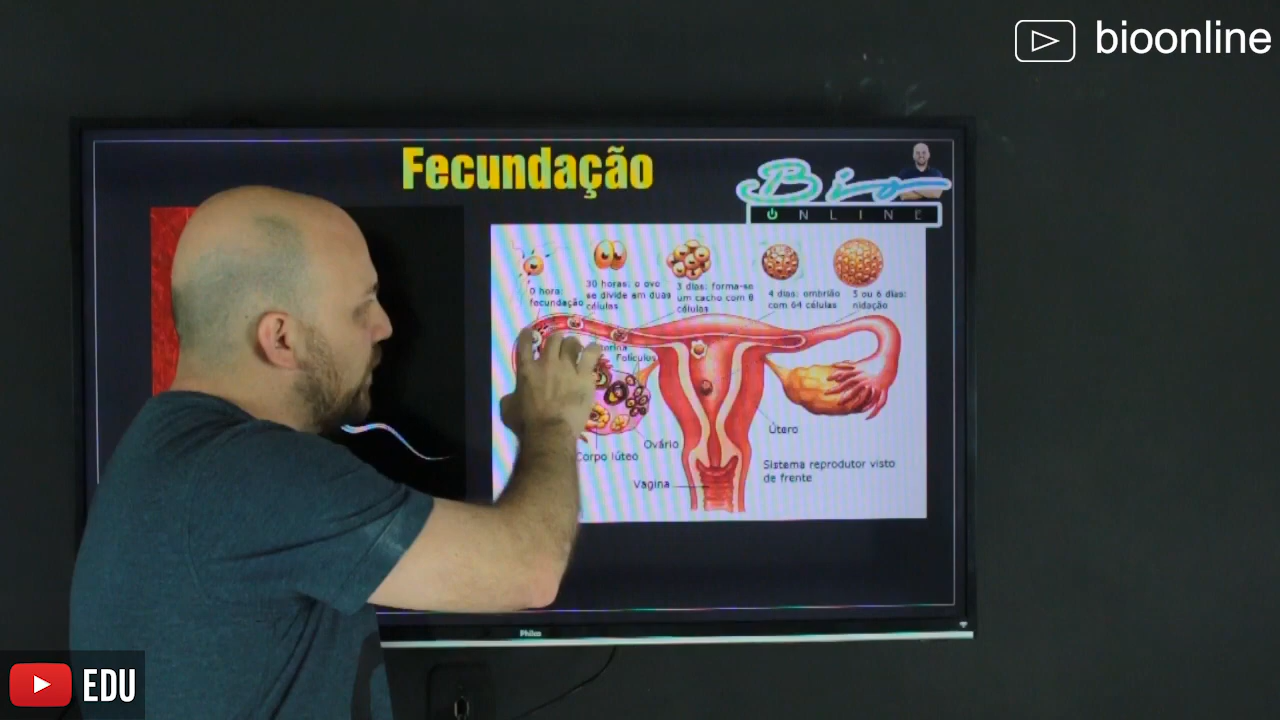 bioonline
Fecundação
Bio
ONLINE
0 hora:
fecundação
30 horas: o ovo
se divide em duas
células
3 dias: forma-se
um cacho com 8
células
4 dias: embrião
com 64 células
5 ou 6 dias:
nidação
Folículos
Ovário
Corpo lúteo
Vagina
Útero
Sistema reprodutor visto
de frente
Philco
EDU